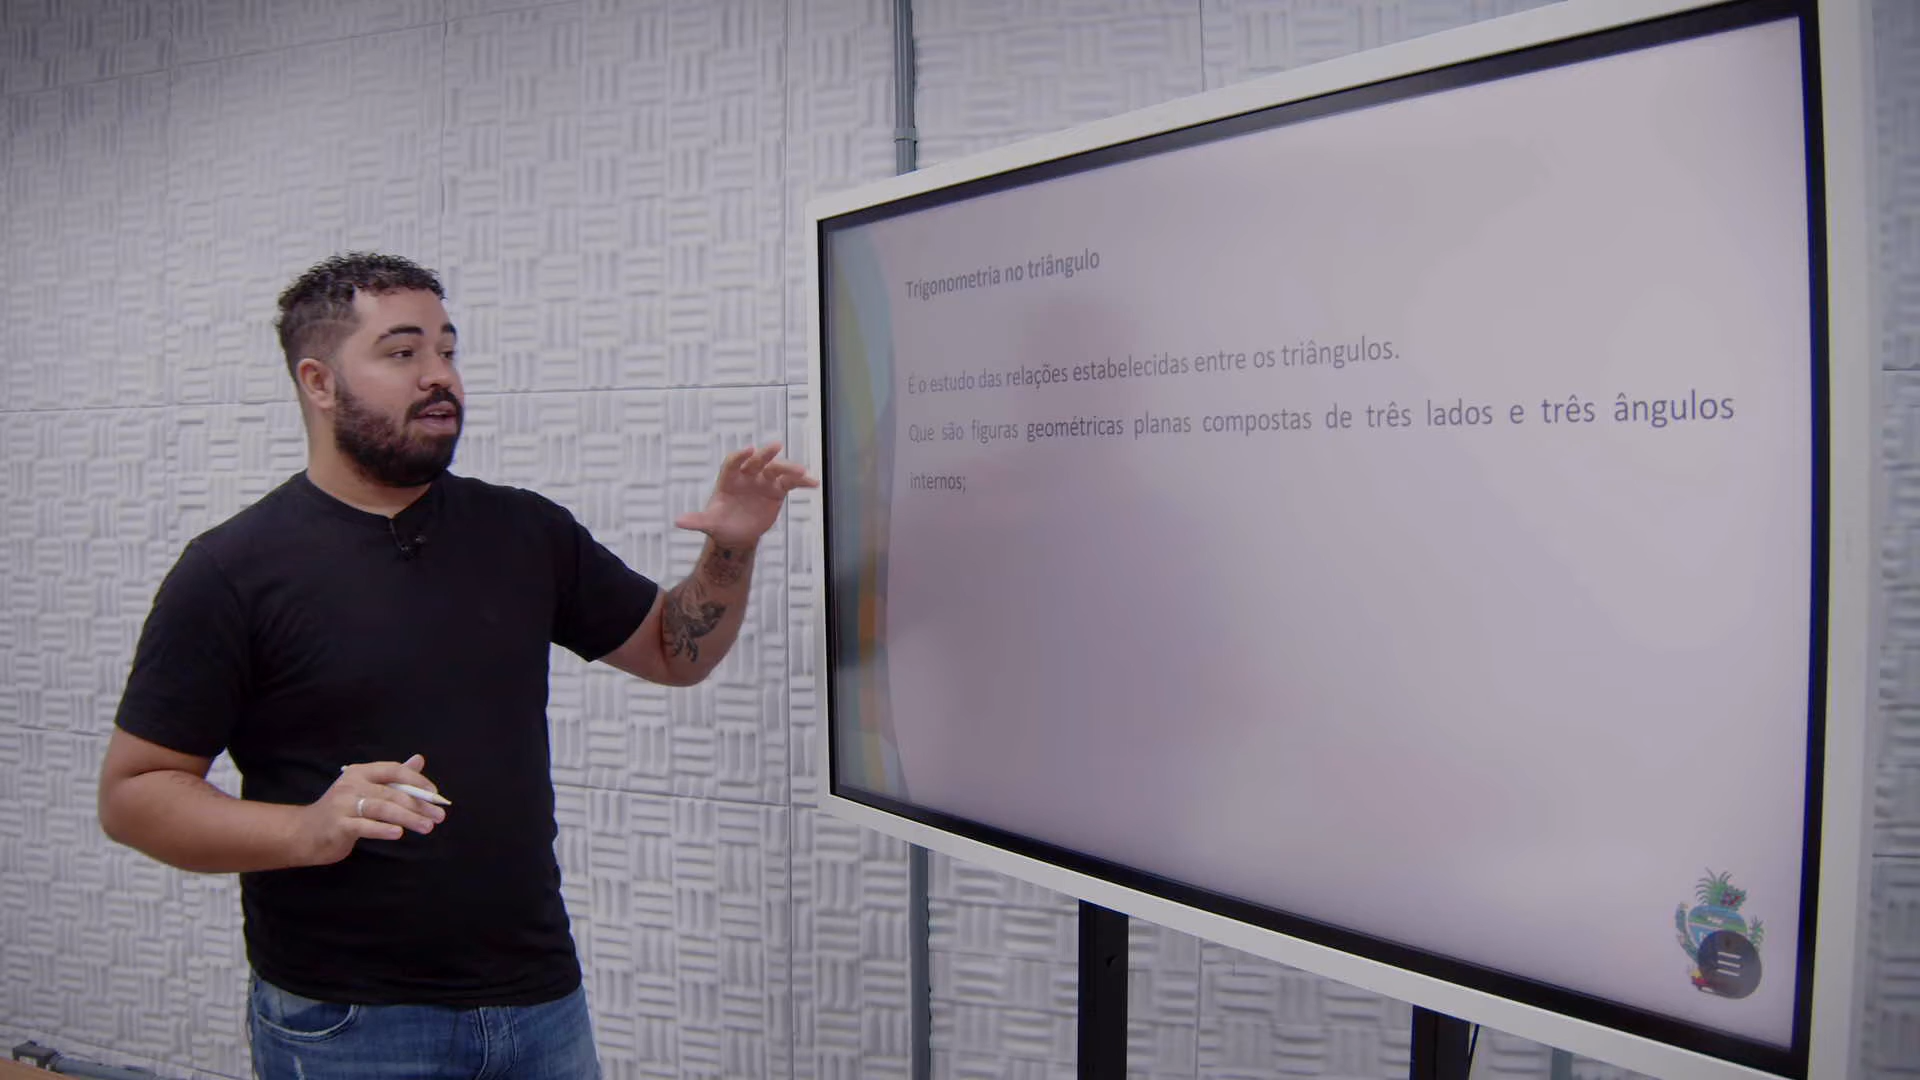 Trigonometria no triângulo
É o estudo das relações estabelecidas entre os triângulos.
Que são figuras geométricas planas compostas de três lados e três ângulos
internos;